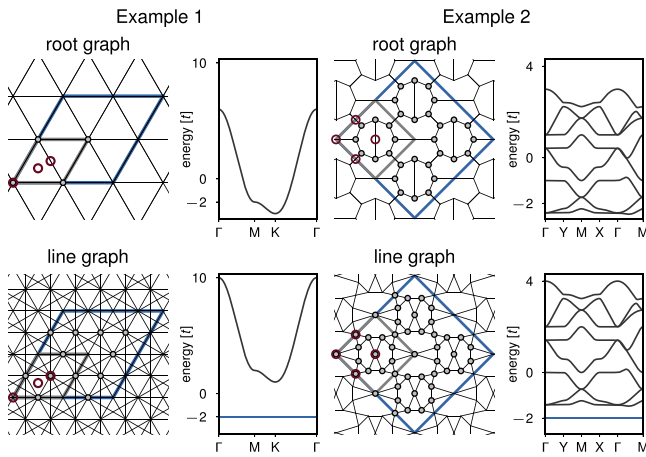 Example 1
Example 2
root graph
root graph
energy [t]
10
0
−2
Γ M K Γ
energy [t]
4
0
−2
Γ Y M X Γ M
line graph
line graph
energy [t]
10
0
−2
Γ M K Γ
energy [t]
4
2
0
−2
Γ Y M X Γ M